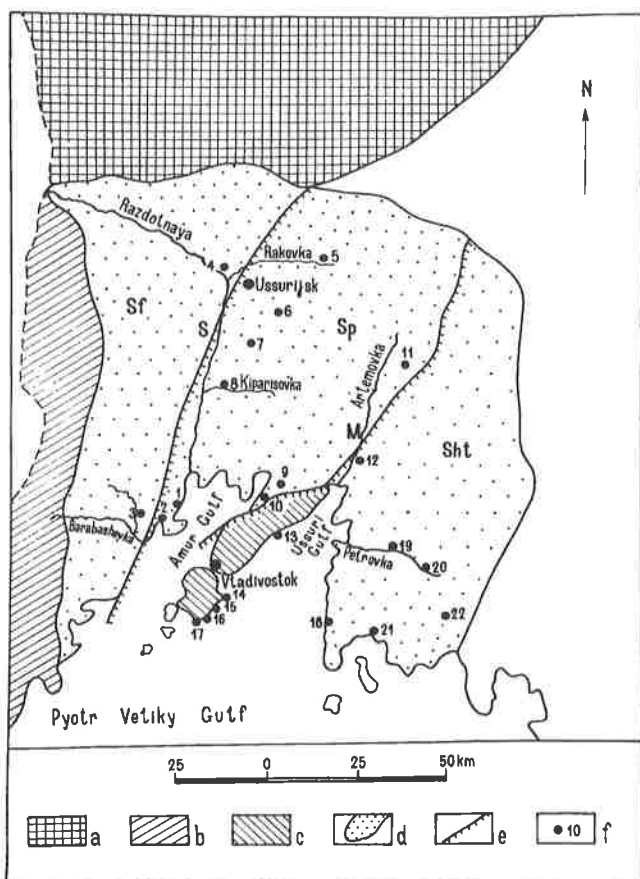 N
Razdolnaya
4
Rakovka
5
Ussurijsk
Sf
S
6
Sp
7
Artemovka
11
8 Kiparisovka
M
12
Sht
9
1
10
2
3
Amur Gulf
13
Ussuri Gulf
Barabashevka
19
Petrovka
20
Vladivostok
14
15
16
17
18
21
22
Pyotr Veliky Gulf
25 0 25 50 km
a b c d e 10 f